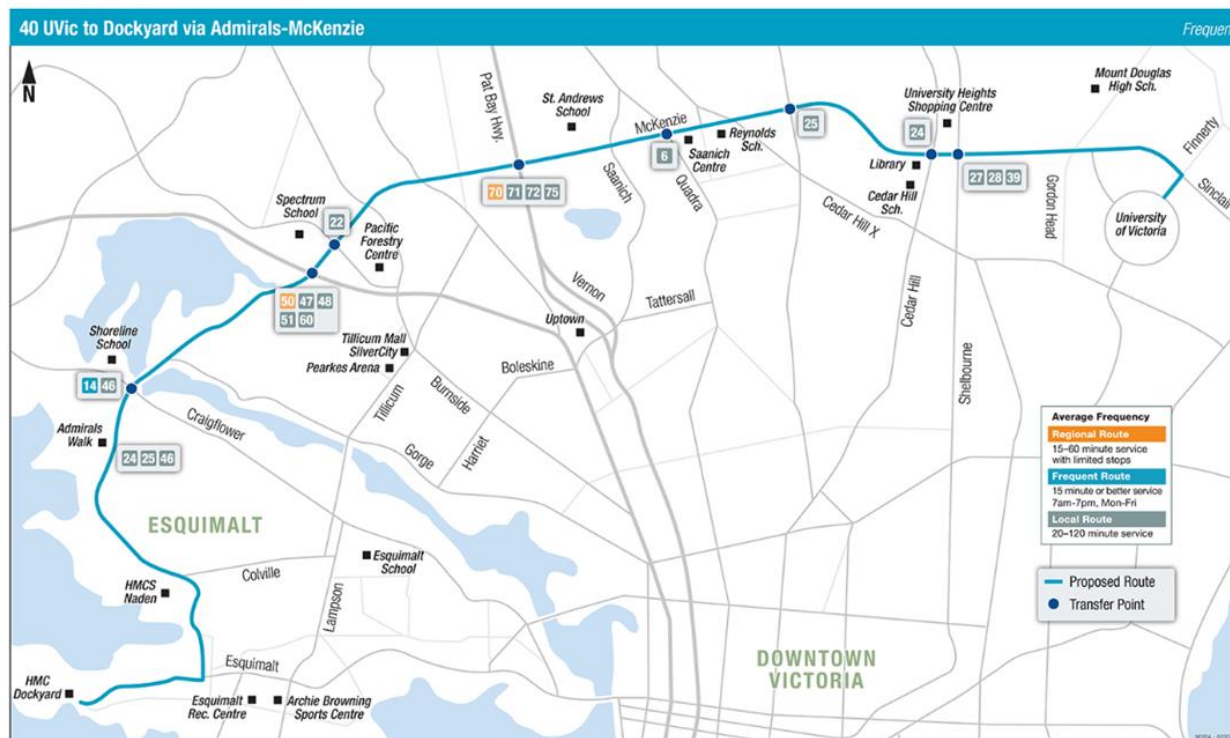 40 UVic to Dockyard via Admirals-McKenzie
Frequen
N
Pat Bay Hwy.
St. Andrews
School
McKenzie
6
Saanich
Centre
Reynolds
Sch.
25
University Heights
Shopping Centre
24
Library
Cedar Hill
Sch.
Mount Douglas
High Sch.
Finnerty
Sinclair
27 28 39
Gordon Head
University
of Victoria
Spectrum
School
22
Pacific
Forestry
Centre
70 71 72 75
Saanich
Quadra
Cedar Hill X
50 47 48
51 60
Vernon
Tattersall
Cedar Hill
Shelbourne
Shoreline
School
14 46
Tillicum Mall
SilverCity
Pearkes Arena
Uptown
Boleskine
Tillicum
Burnside
Harriet
Gorge
Craigflower
Admirals
Walk
24 25 46
ESQUIMALT
Colville
Esquimalt
School
HMCS
Naden
Lampson
Esquimalt
HMC
Dockyard
Esquimalt
Rec. Centre
Archie Browning
Sports Centre
DOWNTOWN
VICTORIA
Average Frequency
Regional Route
15–60 minute service
with limited stops
Frequent Route
15 minute or better service
7am-7pm, Mon-Fri
Local Route
20–120 minute service
Proposed Route
Transfer Point